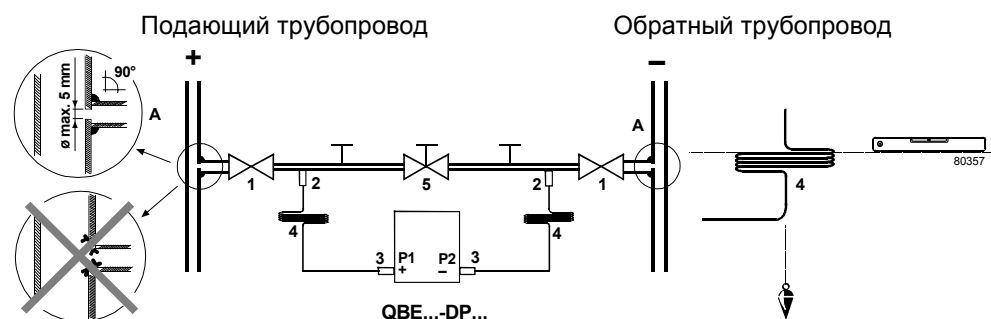 Подающий трубопровод
Обратный трубопровод
+
–
90°
ø max. 5 mm
A
A
1
2
5
2
1
80357
4
4
4
3
P1
+
P2
–
3
QBE...-DP...